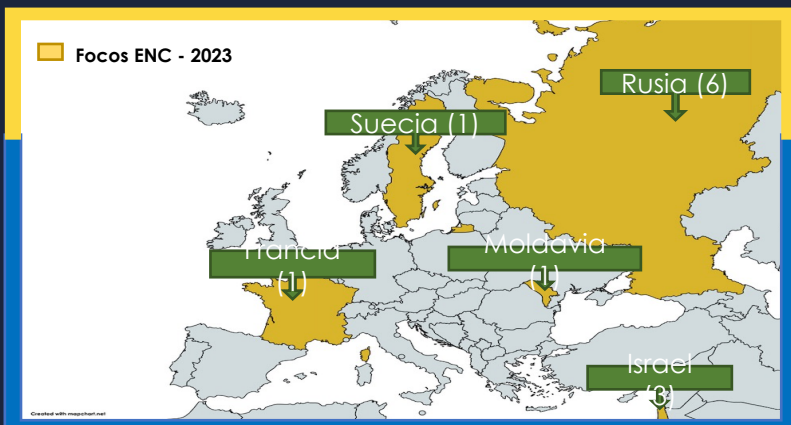 Focos ENC - 2023
Rusia (6)
Suecia (1)
Francia
(1)
Moldavia
(1)
Israel
(3)
Created with mapchart.net